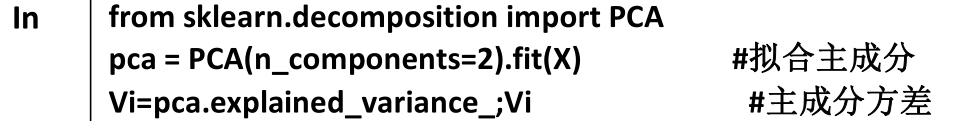 In from sklearn.decomposition import PCA
pca = PCA(n_components=2).fit(X) #拟合主成分
Vi=pca.explained_variance_;Vi #主成分方差